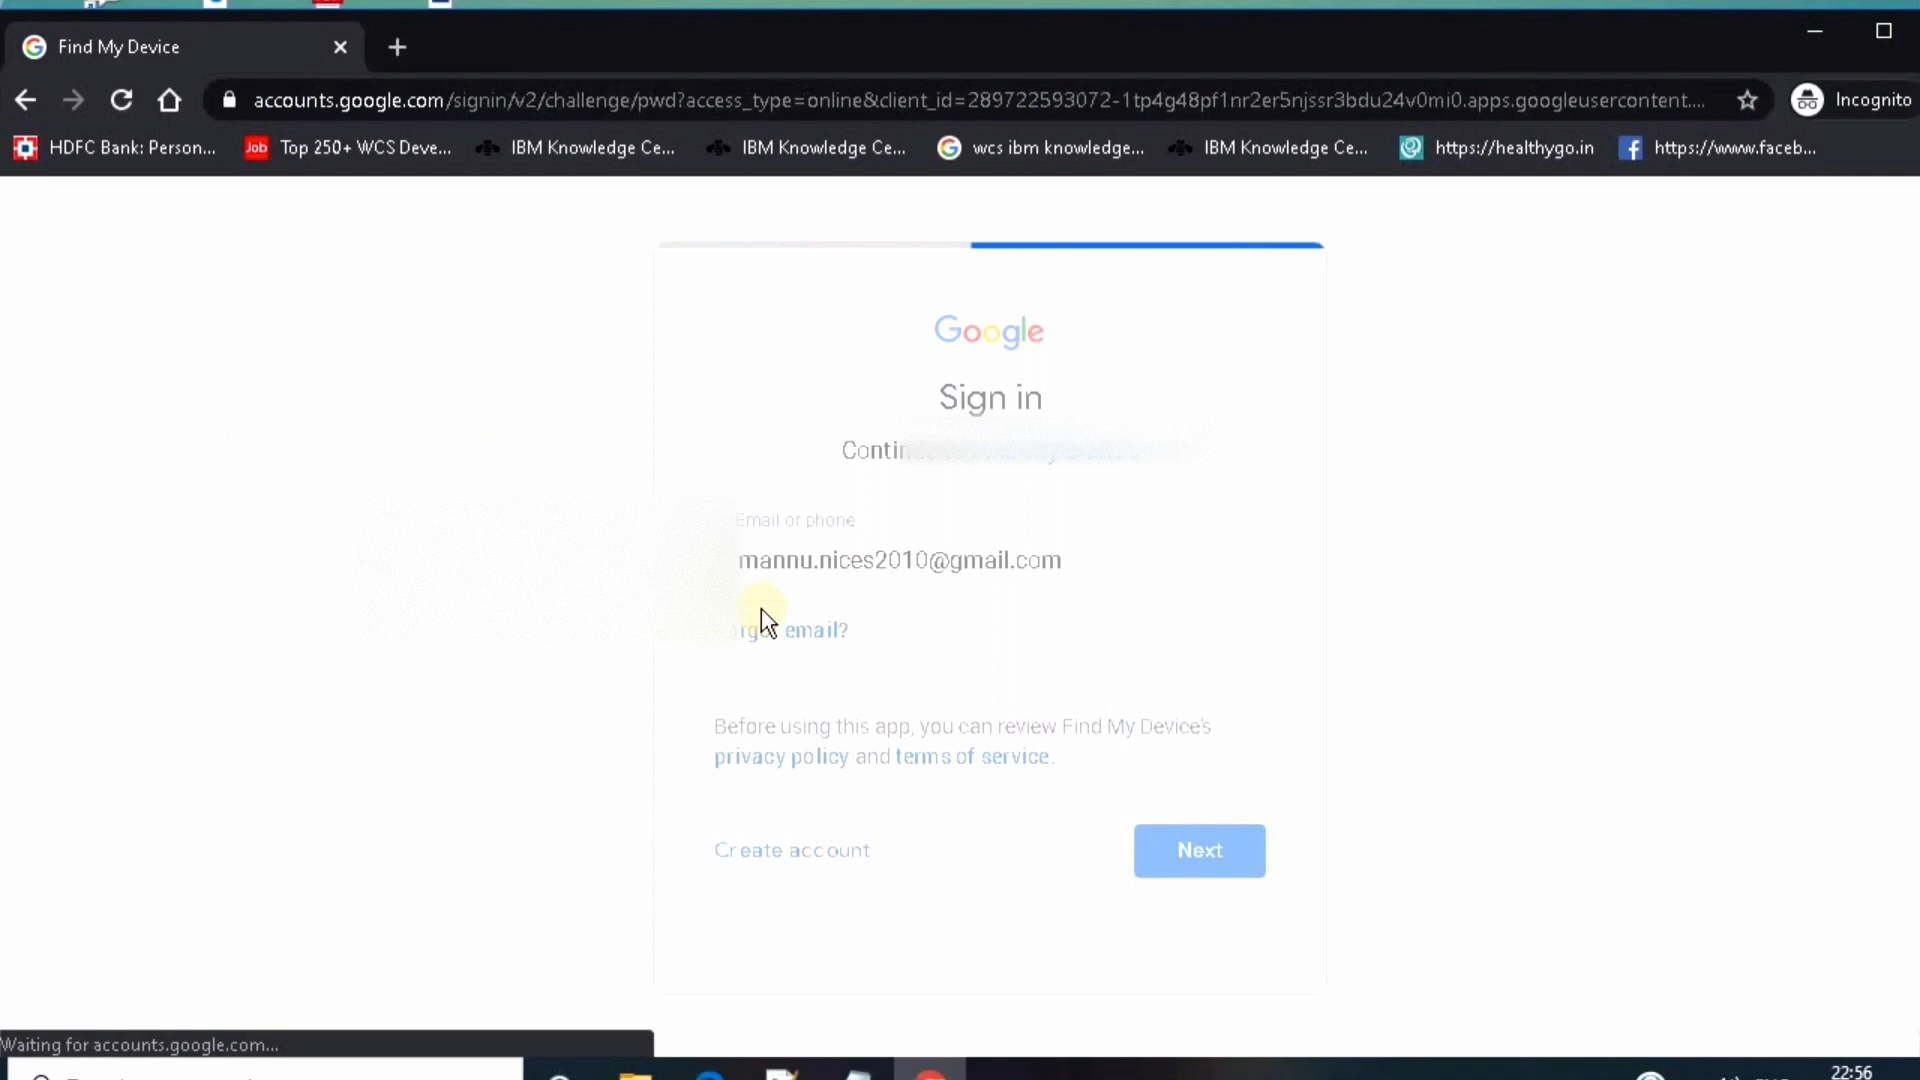 Find My Device
accounts.google.com/signin/v2/challenge/pwd?access_type=online&client_id=289722593072-1tp4g48pf1nr2er5njssr3bdu24v0mi0.apps.googleusercontent....
Incognito
HDFC Bank: Person...
Job
Top 250+ WCS Deve...
IBM Knowledge Ce...
IBM Knowledge Ce...
wcs ibm knowledge...
IBM Knowledge Ce...
https://healthygo.in
https://www.faceb...
Google
Sign in
Email or phone
mannu.nices2010@gmail.com
email?
Before using this app, you can review Find My Device's
privacy policy and terms of service.
Create account
Next
Waiting for accounts.google.com...
22:56